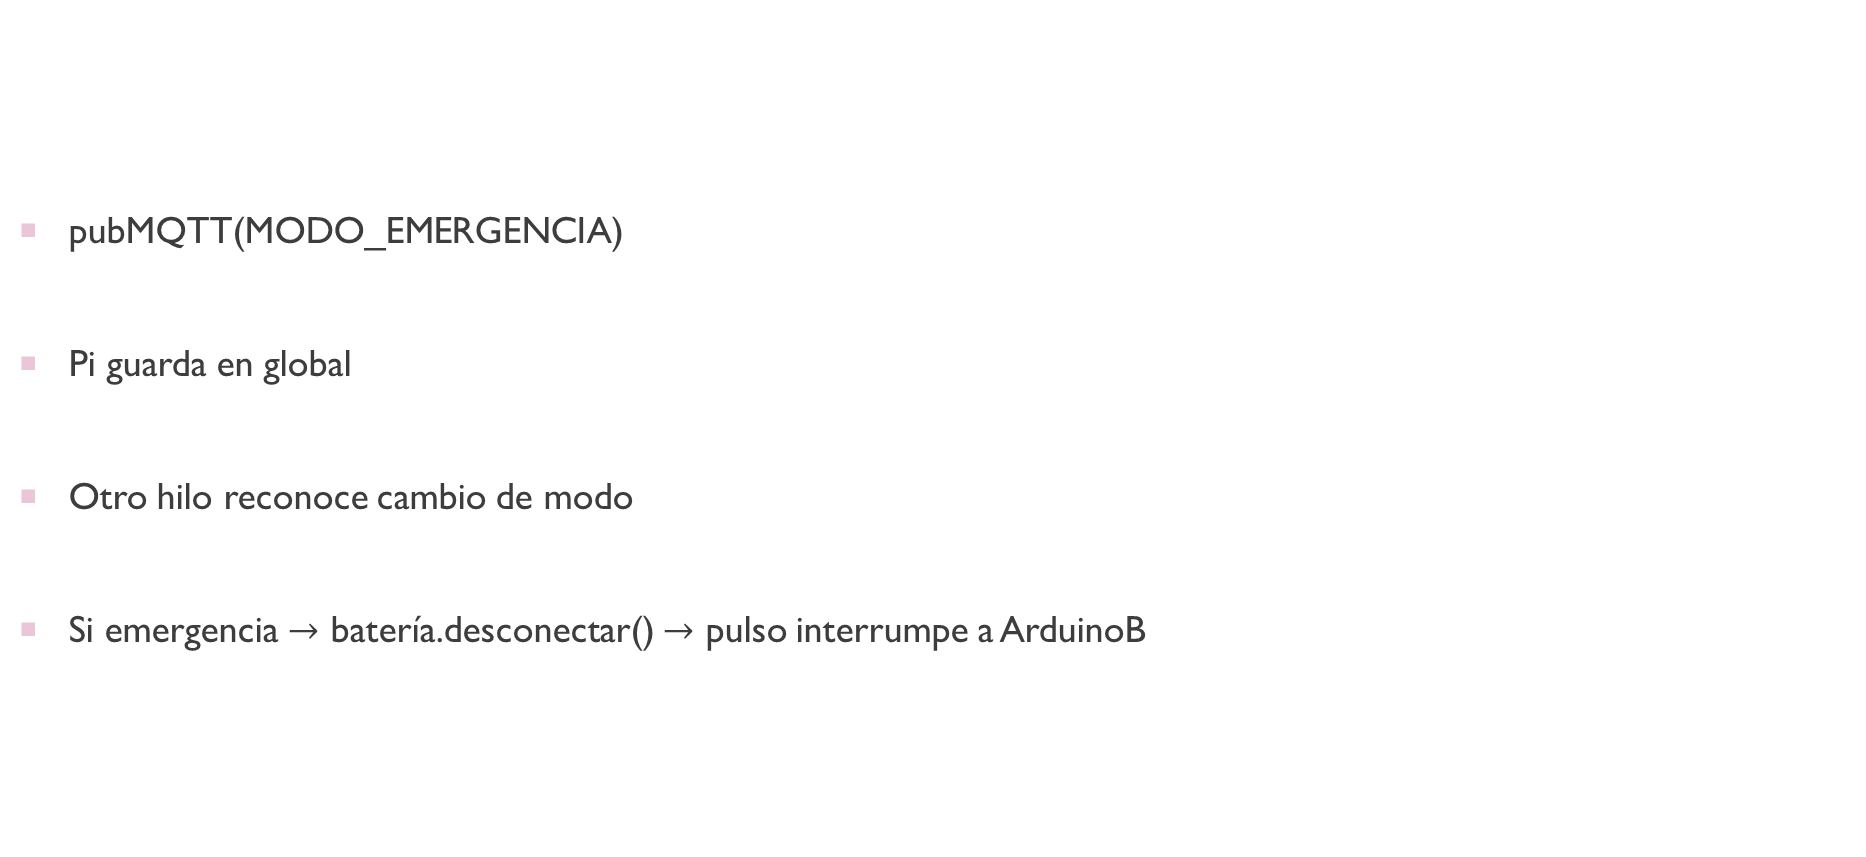 pubMQTT(MODO_EMERGENCIA)
Pi guarda en global
Otro hilo reconoce cambio de modo
Si emergencia → batería.desconectar() → pulso interrumpe a ArduinoB